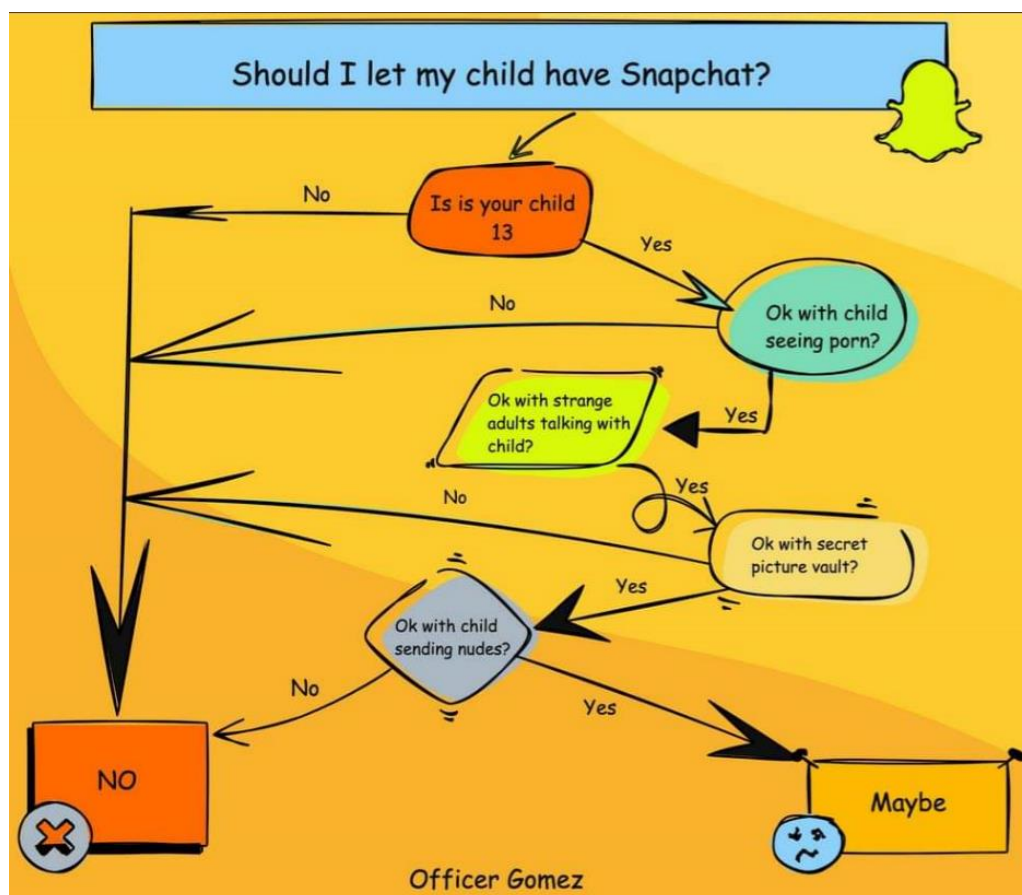 Should I let my child have Snapchat?
No
Is is your child
13
Yes
No
Ok with child
seeing porn?
Ok with strange
adults talking with
child?
Yes
No
Yes
Ok with secret
picture vault?
Yes
Ok with child
sending nudes?
No
Yes
NO
Maybe
Officer Gomez